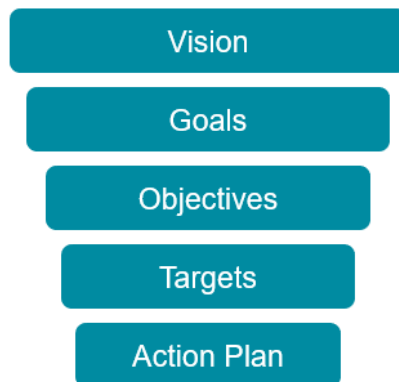 Vision
Goals
Objectives
Targets
Action Plan